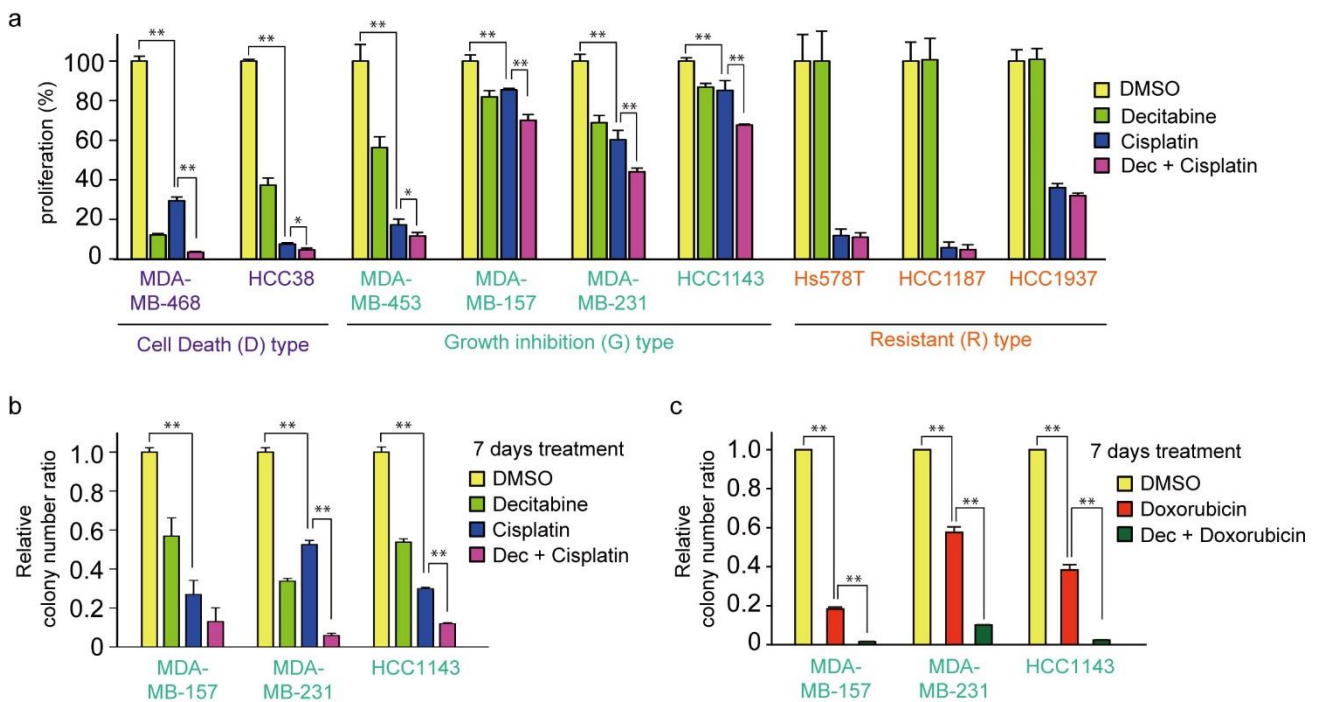 a
** ** ** ** ** **
** * * ** ** **
proliferation (%)
100
80
60
40
20
0
DMSO
Decitabine
Cisplatin
Dec + Cisplatin
MDA-
MB-468
HCC38
MDA-
MB-453
MDA-
MB-157
MDA-
MB-231
HCC1143
Hs578T
HCC1187
HCC1937
Cell Death (D) type
Growth inhibition (G) type
Resistant (R) type
b
Relative
colony number ratio
1.0
0.8
0.6
0.4
0.2
0
** ** **
** **
7 days treatment
DMSO
Decitabine
Cisplatin
Dec + Cisplatin
MDA-
MB-157
MDA-
MB-231
HCC1143
c
Relative
colony number ratio
1.0
0.8
0.6
0.4
0.2
0
** ** **
** ** **
7 days treatment
DMSO
Doxorubicin
Dec + Doxorubicin
MDA-
MB-157
MDA-
MB-231
HCC1143